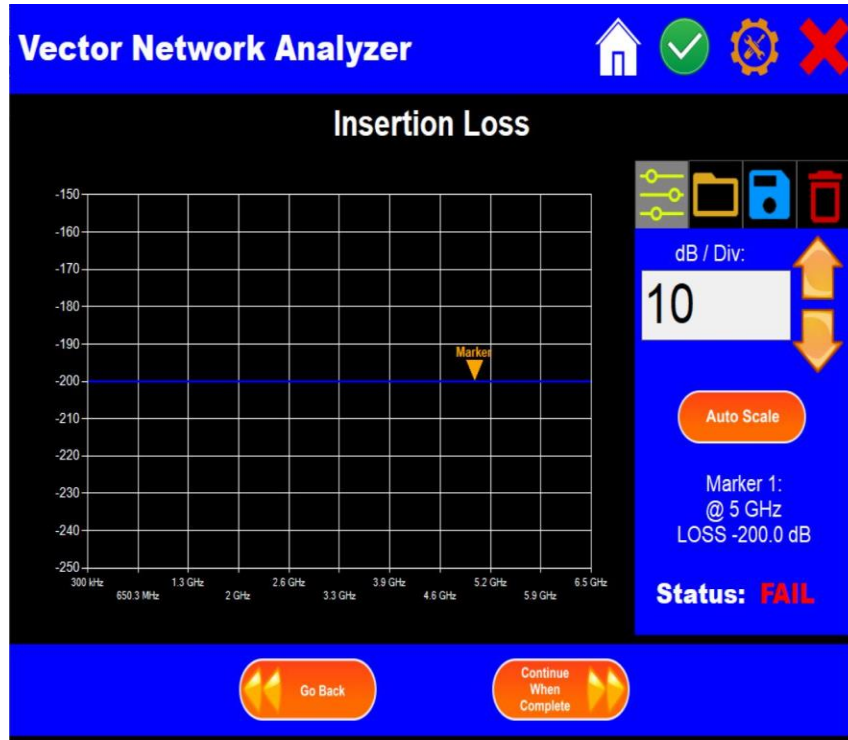 Vector Network Analyzer
Insertion Loss
-150
-160
-170
-180
-190
-200
-210
-220
-230
-240
-250
Marker
300 kHz
650.3 MHz
1.3 GHz
2 GHz
2.6 GHz
3.3 GHz
3.9 GHz
4.6 GHz
5.2 GHz
5.9 GHz
6.5 GHz
dB / Div:
10
Auto Scale
Marker 1:
@ 5 GHz
LOSS -200.0 dB
Status: FAIL
Go Back
Continue
When
Complete